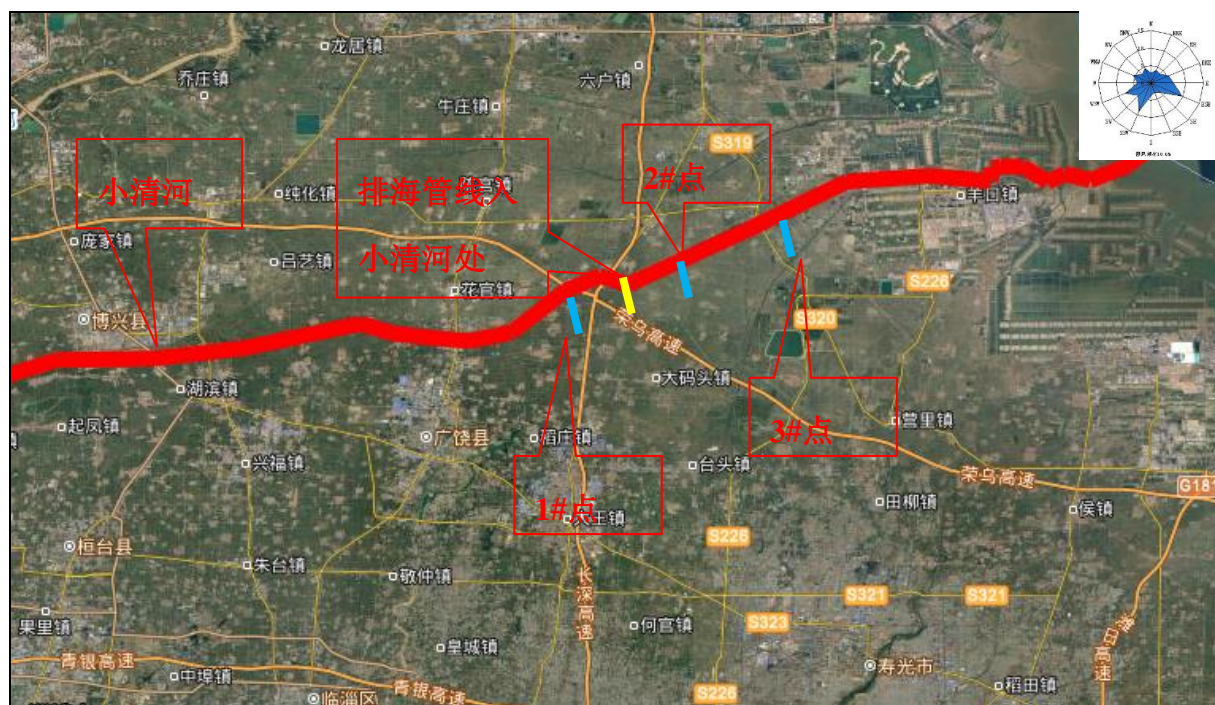 龙居镇
乔庄镇
六户镇
牛庄镇
S319
小清河
纯化镇
排海管线入
小清河处
2#点
羊口镇
庞家镇
吕艺镇
花官镇
S226
博兴县
荣乌高速
S320
湖滨镇
大码头镇
起凤镇
广饶县
稻庄镇
3#点
营里镇
兴福镇
台头镇
荣乌高速
G181
1#点
大王镇
田柳镇
侯镇
桓台县
S226
朱台镇
敬仲镇
长深高速
S321
S321
果里镇
何官镇
S323
皇城镇
青银高速
中埠镇
寿光市
青银高速
临淄区
S226
稻田镇
N
E
S
W